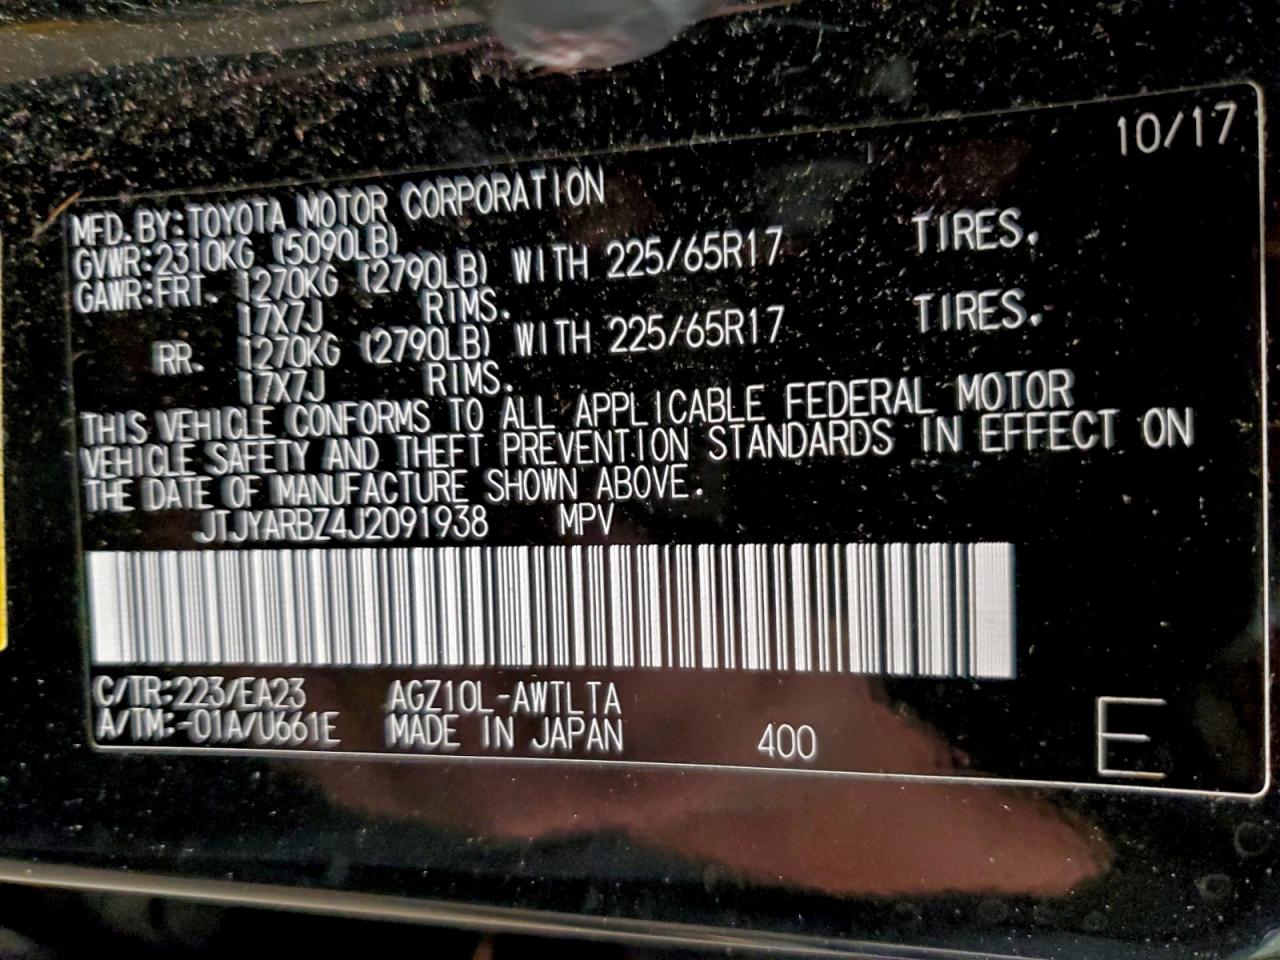 10/17
MFD. BY: TOYOTA MOTOR CORPORATION
GVWR: 2310KG (5090LB)
GAWR: FRT. 1270KG (2790LB) WITH 225/65R17 TIRES.
17X7J RIMS.
RR. 1270KG (2790LB) WITH 225/65R17 TIRES.
17X7J RIMS.
THIS VEHICLE CONFORMS TO ALL APPLICABLE FEDERAL MOTOR
VEHICLE SAFETY AND THEFT PREVENTION STANDARDS IN EFFECT ON
THE DATE OF MANUFACTURE SHOWN ABOVE.
JTJYARBZ4J2091938 MPV
C/TR: 223/EA23 AGZ10L-AWTLTA
A/TM: -01A/U661E MADE IN JAPAN 400
E